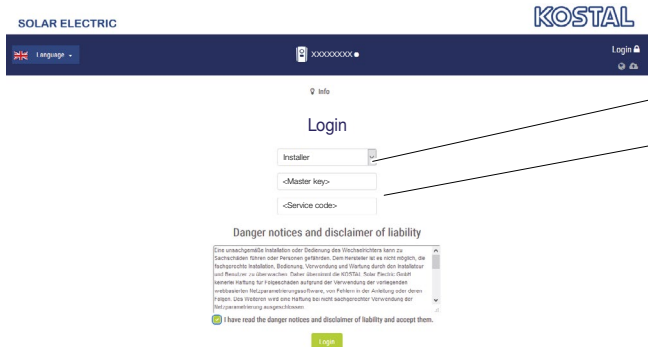 SOLAR ELECTRIC
KOSTAL
Language
XXXXXXXX
Login
Info
Login
Installer
<Master key>
<Service code>
Danger notices and disclaimer of liability
Eine unsachgemäße Installation oder Bedienung des Wechselrichters kann zu
Sachschäden führen oder Personen gefährden. Dem Hersteller ist es nicht möglich, die
fachgerechte Installation, Bedienung, Verwendung und Wartung durch den Installateur
und Benutzer zu überwachen. Daher übernimmt die KOSTAL Solar Electric GmbH
keinerlei Haftung für Folgeschäden aufgrund der Verwendung der vorliegenden
webbasierten Netzparametrierungssoftware, von Fehlern in der Anleitung oder deren
Folgen. Des Weiteren wird eine Haftung bei nicht sachgerechter Verwendung der
Netzparametrierung ausgeschlossen
I have read the danger notices and disclaimer of liability and accept them.
Login